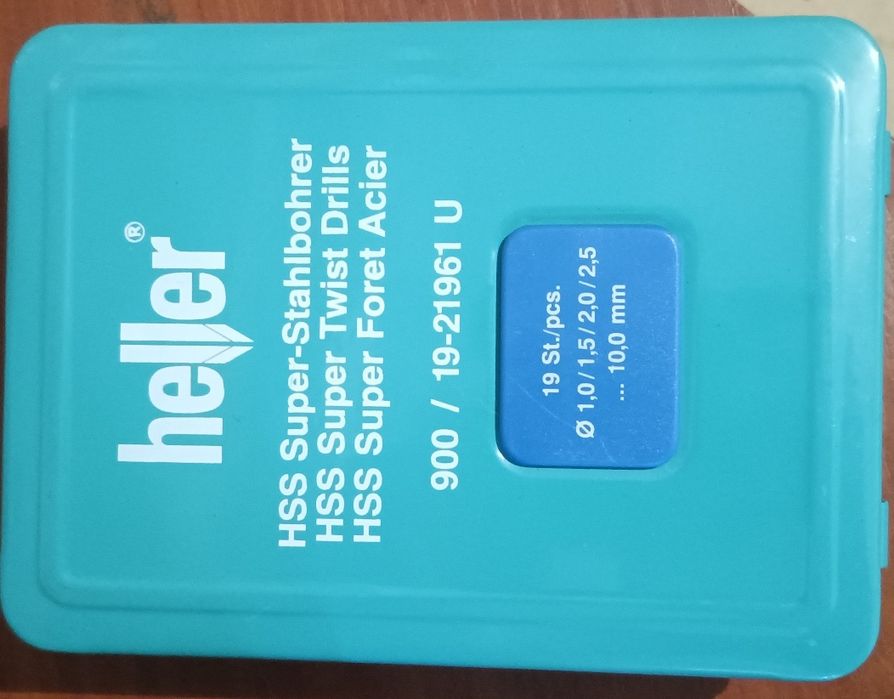 heller®
HSS Super-Stahlbohrer
HSS Super Twist Drills
HSS Super Foret Acier
900 / 19-21961 U
19 St./pcs.
Ø 1,0 / 1,5 / 2,0 / 2,5
... 10,0 mm